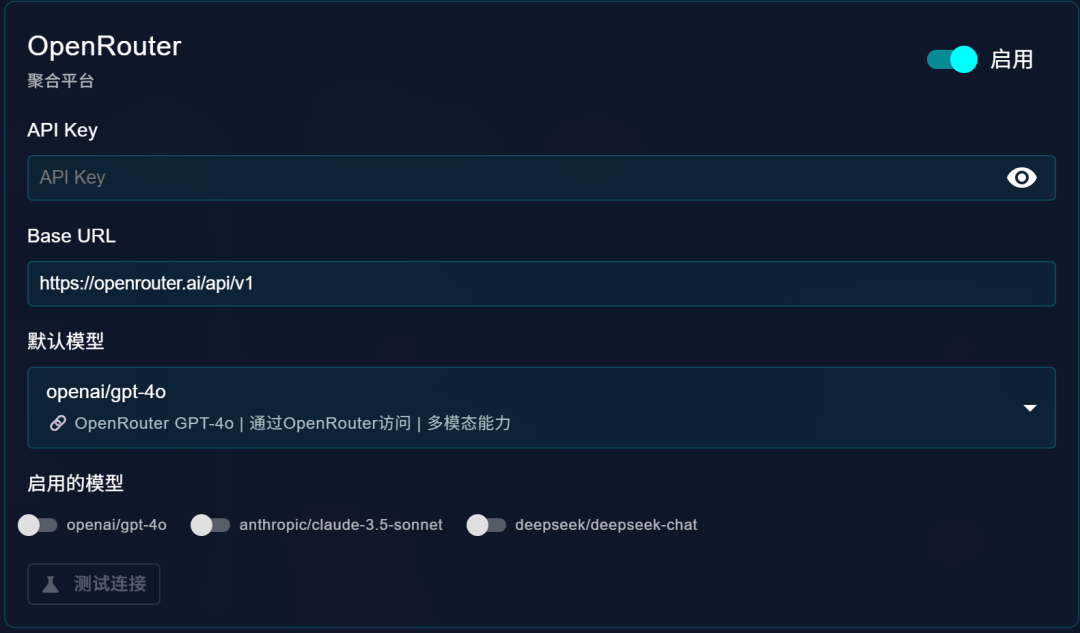 OpenRouter
启用
聚合平台
API Key
API Key
Base URL
https://openrouter.ai/api/v1
默认模型
openai/gpt-4o
🔗 OpenRouter GPT-4o | 通过OpenRouter访问 | 多模态能力
启用的模型
openai/gpt-4o anthropic/claude-3.5-sonnet deepseek/deepseek-chat
测试连接